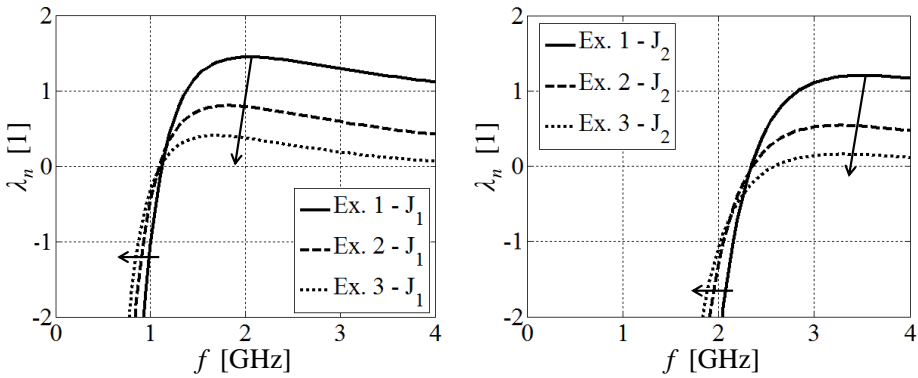 2
1
0
-1
-2
λn [1]
0
1
2
3
4
f [GHz]
Ex. 1 - J1
Ex. 2 - J1
Ex. 3 - J1
2
1
0
-1
-2
λn [1]
0
1
2
3
4
f [GHz]
Ex. 1 - J2
Ex. 2 - J2
Ex. 3 - J2